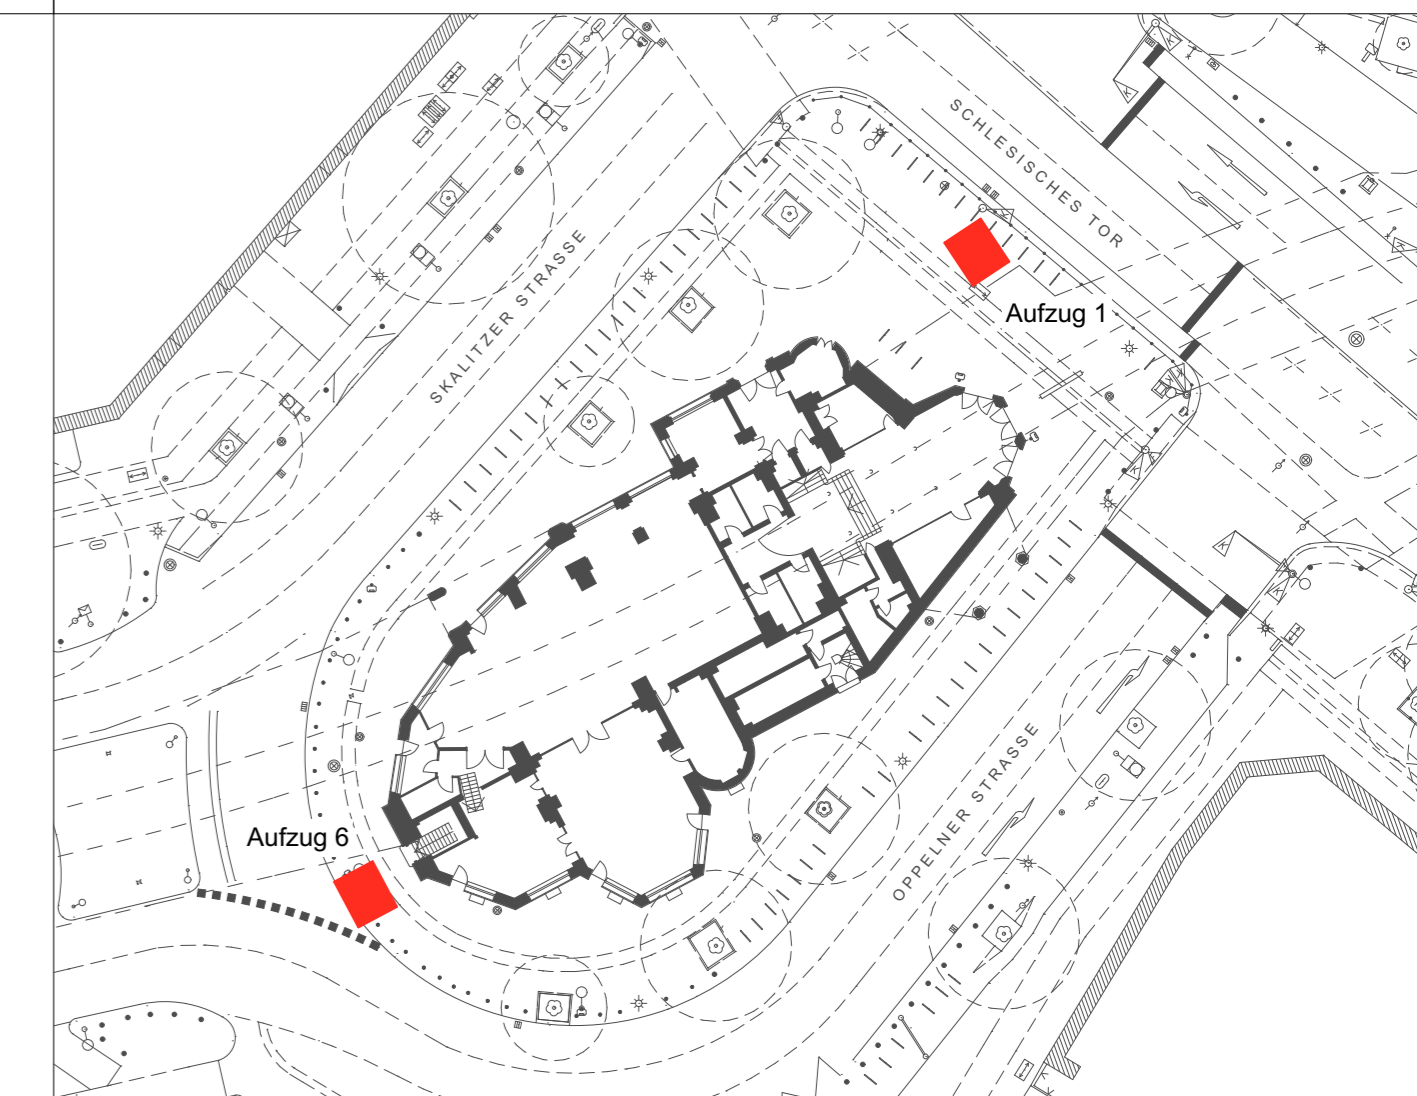 SCHLESISCHES TOR
SKALITZER STRASSE
Aufzug 1
Aufzug 6
OPPELNER STRASSE